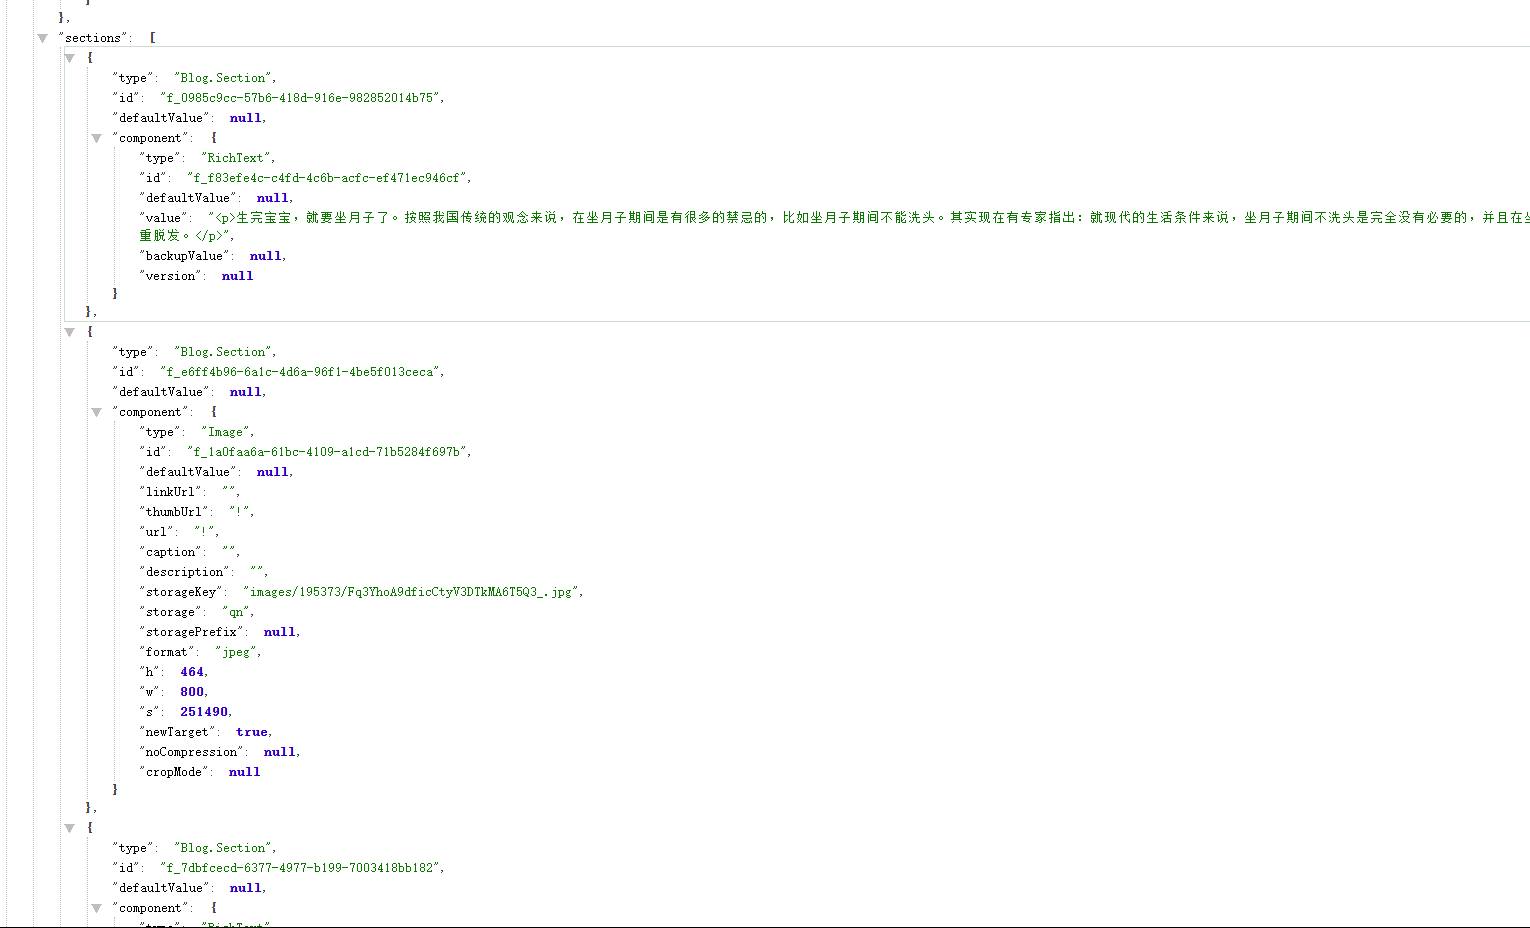 }
},
"sections": [
{
"type": "Blog.Section",
"id": "f_0985c9cc-57b6-418d-916e-982852014b75",
"defaultValue": null,
"component": {
"type": "RichText",
"id": "f_f83efe4c-c4fd-4c6b-acfc-ef471ec946cf",
"defaultValue": null,
"value": "<p>生完宝宝，就要坐月子了。按照我国传统的观念来说，在坐月子期间是有很多的禁忌的，比如坐月子期间不能洗头。其实现在有专家指出：就现代的生活条件来说，坐月子期间不洗头是完全没有必要的，并且在坐
重脱发。</p>",
"backupValue": null,
"version": null
}
},
{
"type": "Blog.Section",
"id": "f_e6ff4b96-6a1c-4d6a-96f1-4be5f013ceca",
"defaultValue": null,
"component": {
"type": "Image",
"id": "f_1a0faa6a-61bc-4109-a1cd-71b5284f697b",
"defaultValue": null,
"linkUrl": "",
"thumbUrl": "!",
"url": "!",
"caption": "",
"description": "",
"storageKey": "images/195373/Fq3YhoA9dficCtyV3DTkMA6T5Q3_.jpg",
"storage": "qn",
"storagePrefix": null,
"format": "jpeg",
"h": 464,
"w": 800,
"s": 251490,
"newTarget": true,
"noCompression": null,
"cropMode": null
}
},
{
"type": "Blog.Section",
"id": "f_7dbfcecd-6377-4977-b199-7003418bb182",
"defaultValue": null,
"component": {
"type": "RichText"